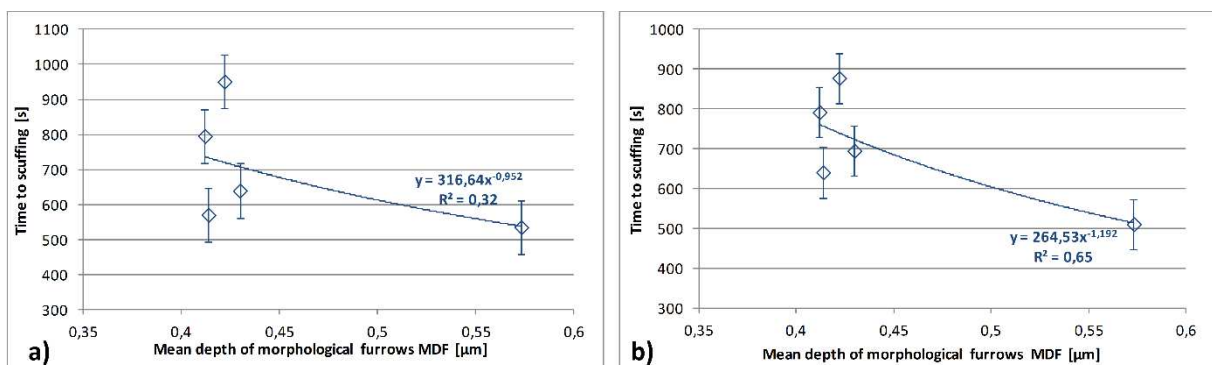 1100
1000
900
800
700
600
500
400
300
Time to scuffing [s]
y = 316,64x^-0,952
R² = 0,32
0,35 0,4 0,45 0,5 0,55 0,6
a) Mean depth of morphological furrows MDF [µm]
1000
900
800
700
600
500
400
300
Time to scuffing [s]
y = 264,53x^-1,192
R² = 0,65
0,35 0,4 0,45 0,5 0,55 0,6
b) Mean depth of morphological furrows MDF [µm]